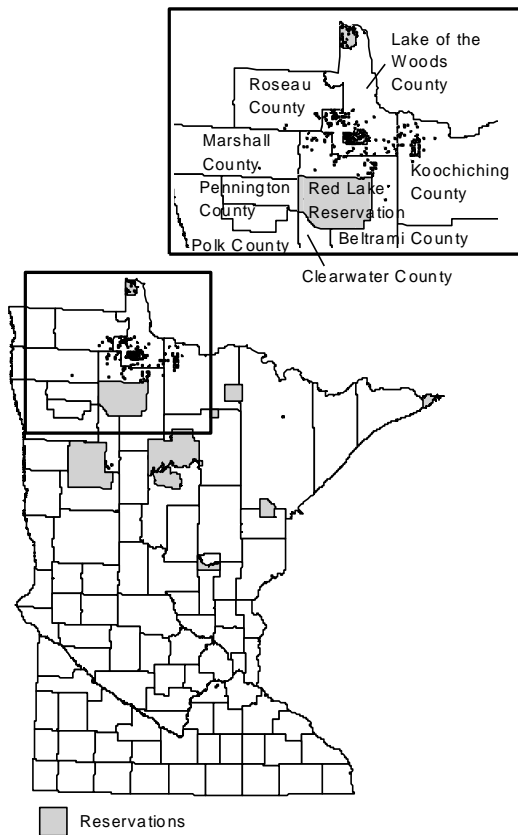 Lake of the
Woods
County
Roseau
County
Marshall
County
Koochiching
County
Pennington
County
Red Lake
Reservation
Polk County
Beltrami County
Clearwater County
Reservations